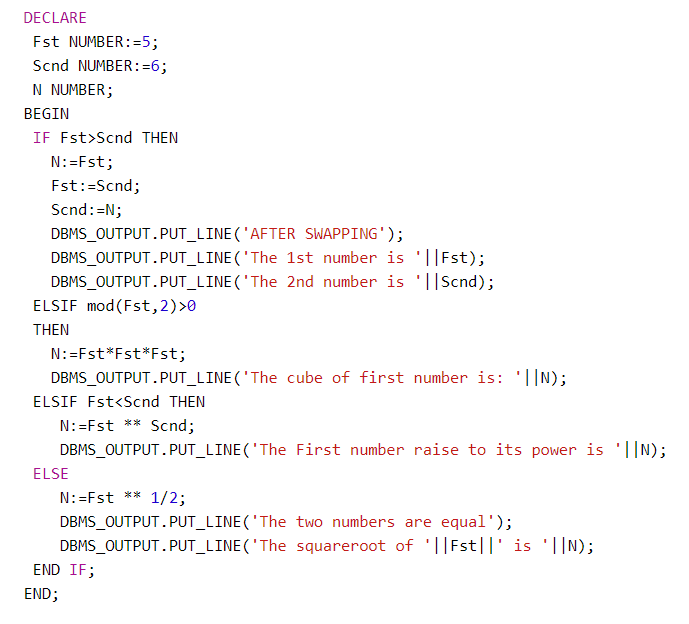 DECLARE
Fst NUMBER:=5;
Scnd NUMBER:=6;
N NUMBER;
BEGIN
IF Fst>Scnd THEN
N:=Fst;
Fst:=Scnd;
Scnd:=N;
DBMS_OUTPUT.PUT_LINE('AFTER SWAPPING');
DBMS_OUTPUT.PUT_LINE('The 1st number is '||Fst);
DBMS_OUTPUT.PUT_LINE('The 2nd number is '||Scnd);
ELSIF mod(Fst,2)>0
THEN
N:=Fst*Fst*Fst;
DBMS_OUTPUT.PUT_LINE('The cube of first number is: '||N);
ELSIF Fst<Scnd THEN
N:=Fst ** Scnd;
DBMS_OUTPUT.PUT_LINE('The First number raise to its power is '||N);
ELSE
N:=Fst ** 1/2;
DBMS_OUTPUT.PUT_LINE('The two numbers are equal');
DBMS_OUTPUT.PUT_LINE('The squareroot of '||Fst||' is '||N);
END IF;
END;